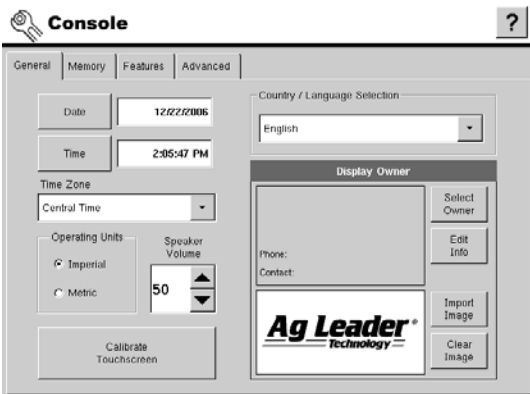 Console
?
General Memory Features Advanced
Date 12/22/2006
Time 2:05:47 PM
Time Zone
Central Time
Operating Units
Imperial
Metric
Speaker
Volume
50
Calibrate
Touchscreen
Country / Language Selection
English
Display Owner
Phone:
Contact:
Select
Owner
Edit
Info
Ag Leader®
Technology
Import
Image
Clear
Image